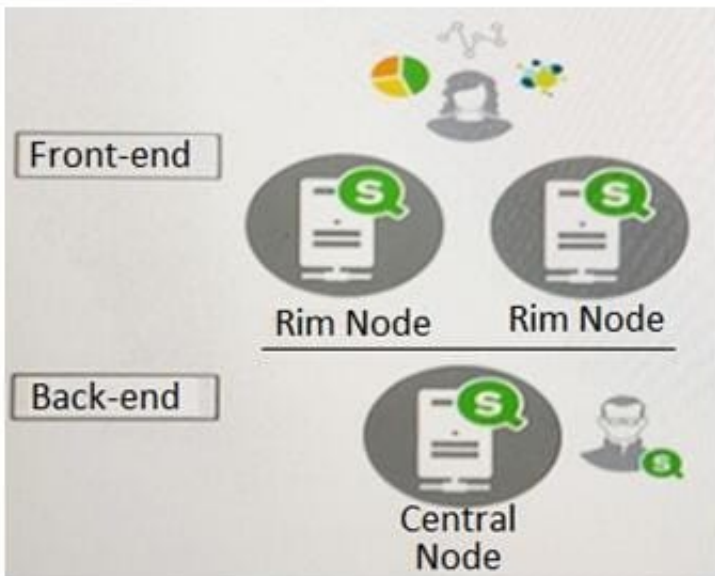 Front-end
S
S
Rim Node
Rim Node
Back-end
S
S
Central
Node